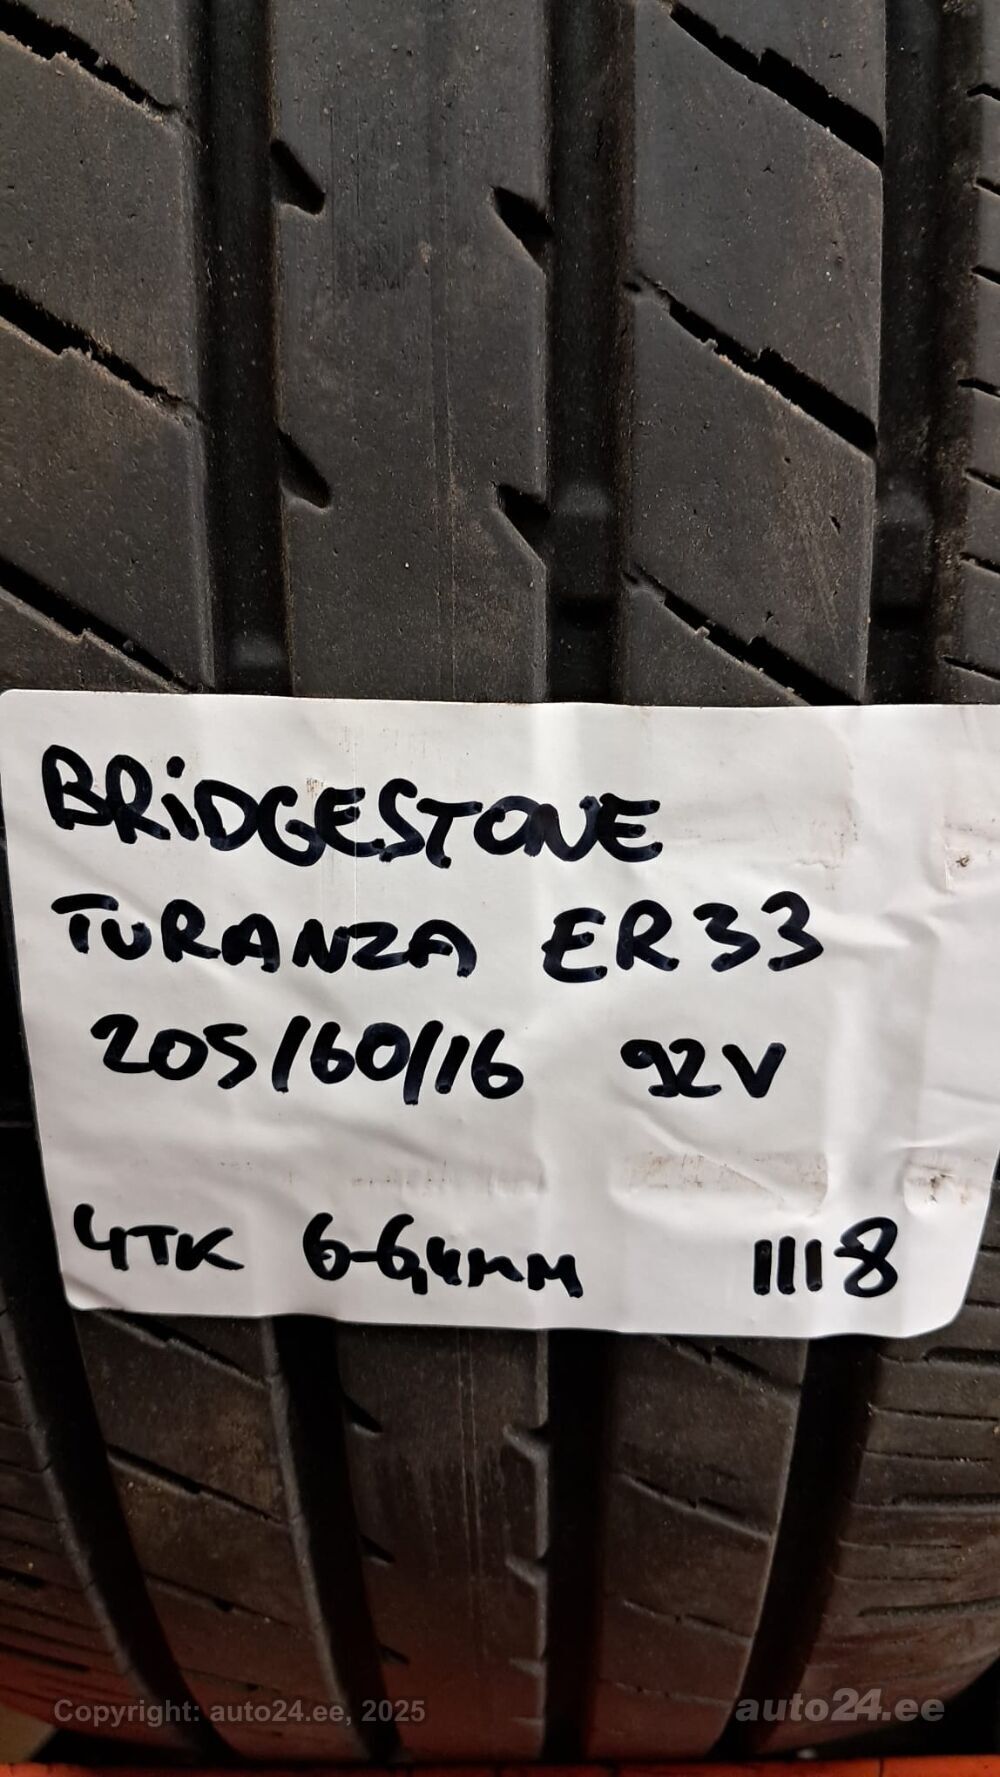 BRiDGESTONE
TURANZA ER33
205/60/16 92V
4TK 6-6,4mm 1118
Copyright: auto24.ee, 2025
auto24.ee